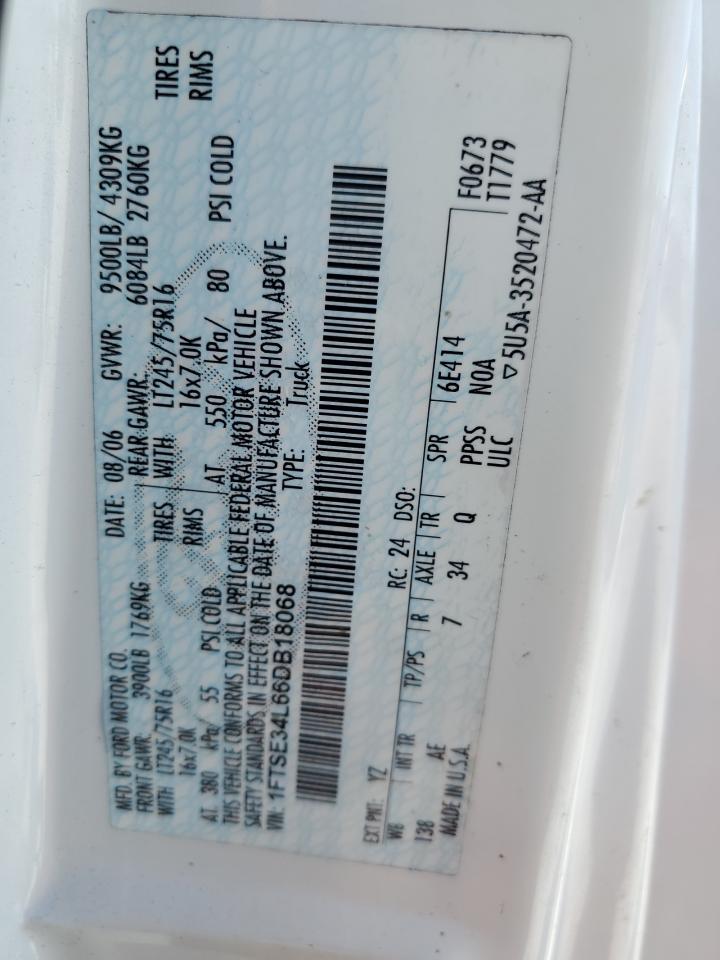 MFD. BY FORD MOTOR CO. DATE: 08/06 GVWR: 9500LB/ 4309KG
FRONT GAWR: 3900LB 1769KG REAR GAWR: 6084LB 2760KG
WITH LT245/75R16 TIRES WITH LT245/75R16 TIRES
16x7.0K RIMS 16x7.0K RIMS
AT 380 kPa/ 55 PSI COLD AT 550 kPa/ 80 PSI COLD
THIS VEHICLE CONFORMS TO ALL APPLICABLE FEDERAL MOTOR VEHICLE
SAFETY STANDARDS IN EFFECT ON THE DATE OF MANUFACTURE SHOWN ABOVE.
VIN: 1FTSE34L66DB18068 TYPE: Truck
EXT PNT: YZ RC: 24 DSO:
WB INT TR TP/PS R AXLE TR SPR 6E414 F0673
138 AE 7 34 Q PPSS NOA T1779
MADE IN U.S.A. ULC ▽5U5A-3520472-AA